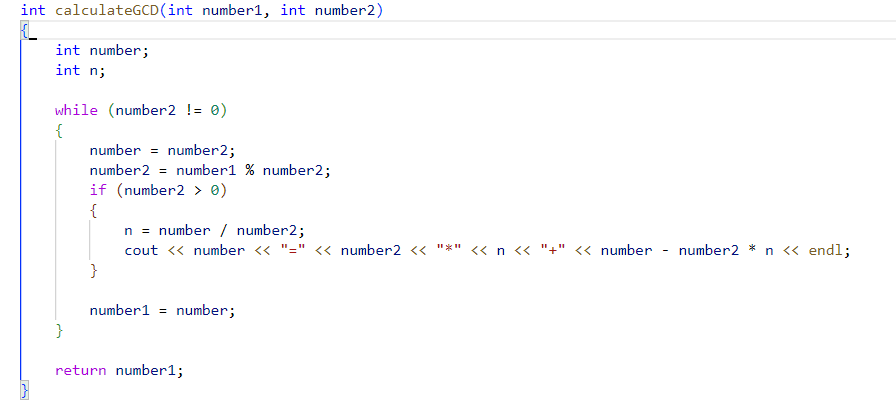 int calculateGCD(int number1, int number2)
{
    int number;
    int n;

    while (number2 != 0)
    {
        number = number2;
        number2 = number1 % number2;
        if (number2 > 0)
        {
            n = number / number2;
            cout << number << "=" << number2 << "*" << n << "+" << number - number2 * n << endl;
        }

        number1 = number;
    }

    return number1;
}